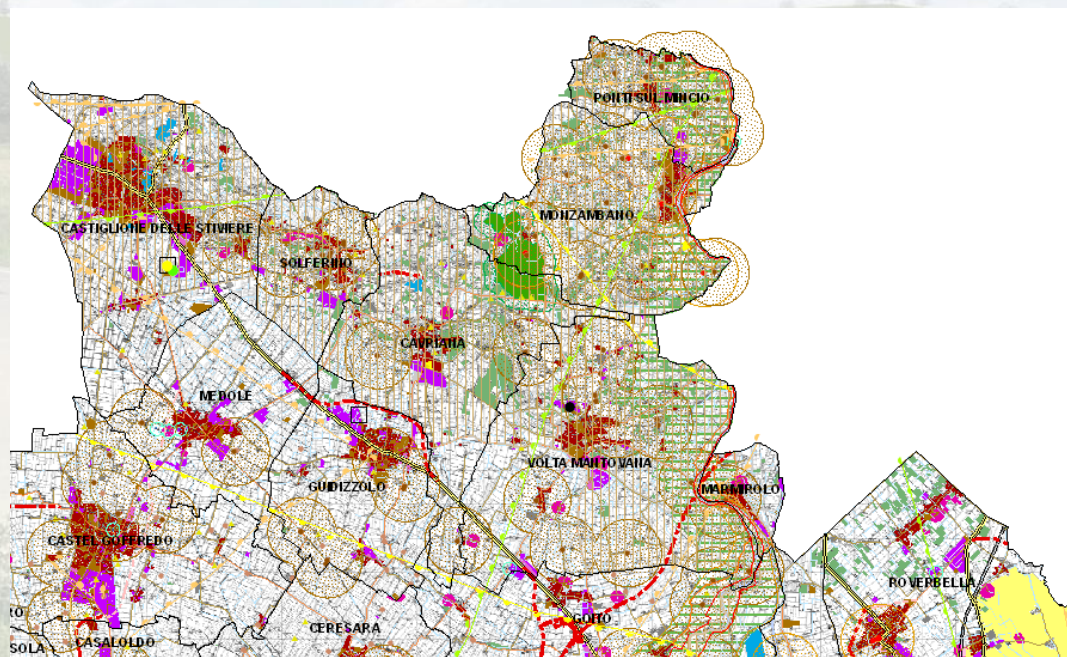 PONTI SUL MINCIO
MONZAMBANO
CASTIGLIONE DELLE STIVIERE
SOLFERINO
CAVRIANA
MEDOLE
VOLTA MANTOVANA
GUIDIZZOLO
MARMIROLO
CASTEL GOFFREDO
ROVERBELLA
RO
GOITO
CERESARA
CASALOLDO
SOLA